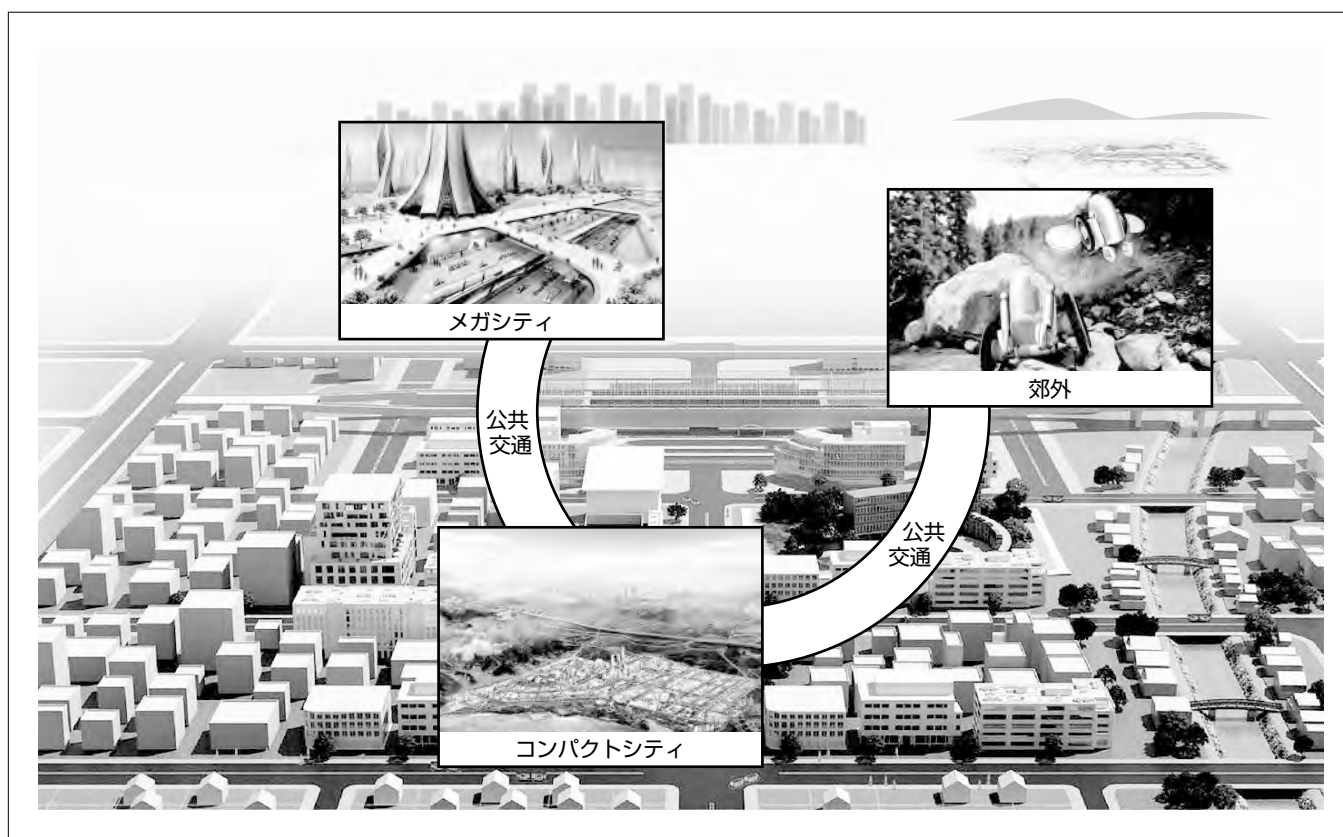 メガシティ
郊外
公共
交通
公共
交通
コンパクトシティ